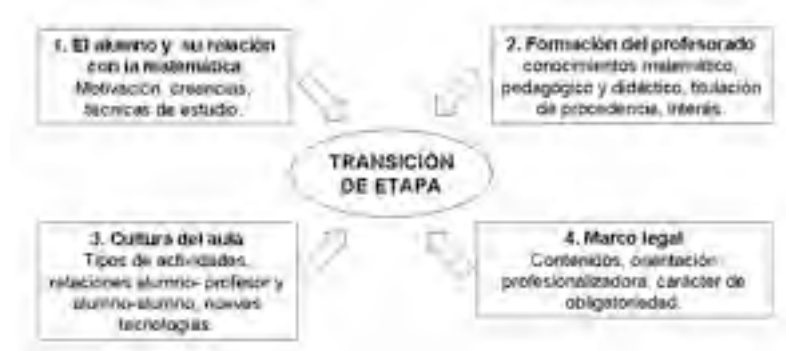 1. El alumno y su relación
con la matemática
Motivación, creencias,
técnicas de estudio.
2. Formación del profesorado
conocimientos matemático,
pedagógico y didáctico, titulación
de procedencia, interés.
TRANSICIÓN
DE ETAPA
3. Cultura del aula
Tipos de actividades,
relaciones alumno- profesor y
alumno-alumno, nuevas
tecnologías.
4. Marco legal
Contenidos, orientación
profesionalizadora, carácter de
obligatoriedad.